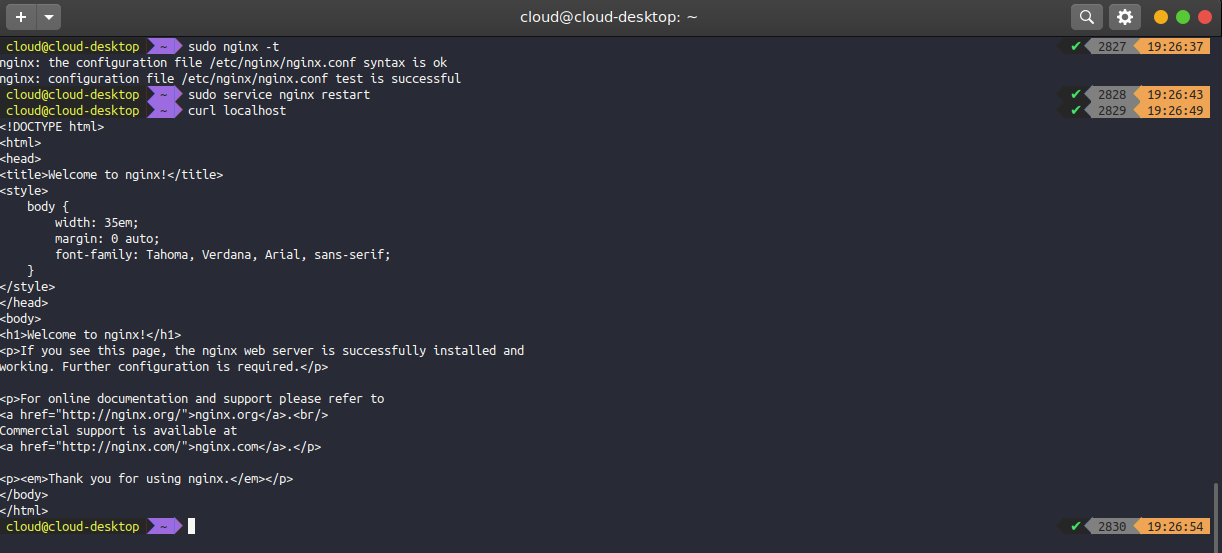 cloud@cloud-desktop: ~
cloud@cloud-desktop ~ sudo nginx -t ✔ 2827 19:26:37
nginx: the configuration file /etc/nginx/nginx.conf syntax is ok
nginx: configuration file /etc/nginx/nginx.conf test is successful
cloud@cloud-desktop ~ sudo service nginx restart ✔ 2828 19:26:43
cloud@cloud-desktop ~ curl localhost ✔ 2829 19:26:49
<!DOCTYPE html>
<html>
<head>
<title>Welcome to nginx!</title>
<style>
    body {
        width: 35em;
        margin: 0 auto;
        font-family: Tahoma, Verdana, Arial, sans-serif;
    }
</style>
</head>
<body>
<h1>Welcome to nginx!</h1>
<p>If you see this page, the nginx web server is successfully installed and
working. Further configuration is required.</p>

<p>For online documentation and support please refer to
<a href="http://nginx.org/">nginx.org</a>.<br/>
Commercial support is available at
<a href="http://nginx.com/">nginx.com</a>.</p>

<p><em>Thank you for using nginx.</em></p>
</body>
</html>
cloud@cloud-desktop ~ ✔ 2830 19:26:54